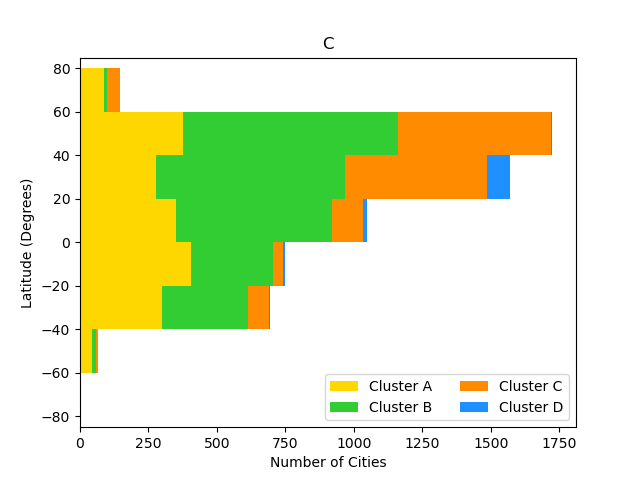 C
80
60
40
20
0
−20
−40
−60
−80
Latitude (Degrees)
Cluster A
Cluster B
Cluster C
Cluster D
0 250 500 750 1000 1250 1500 1750
Number of Cities